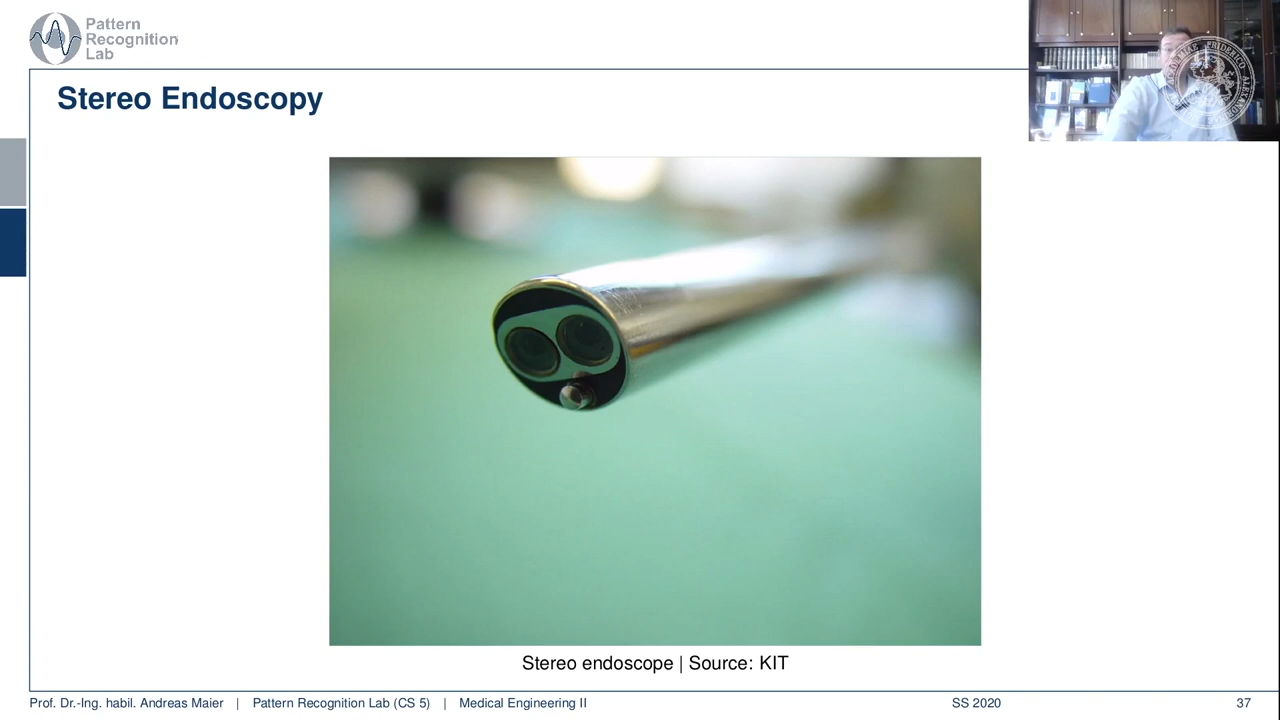 Pattern
Recognition
Lab
Stereo Endoscopy
Stereo endoscope | Source: KIT
Prof. Dr.-Ing. habil. Andreas Maier | Pattern Recognition Lab (CS 5) | Medical Engineering II SS 2020 37